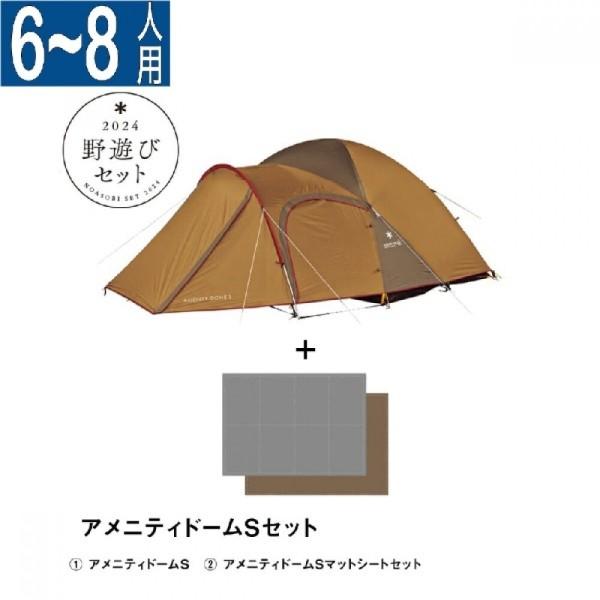 6~8人用
2024
野遊び
セット
NOASOBI SET 2024
AMENITY DOME S
+
アメニティドームSセット
① アメニティドームS ② アメニティドームSマットシートセット